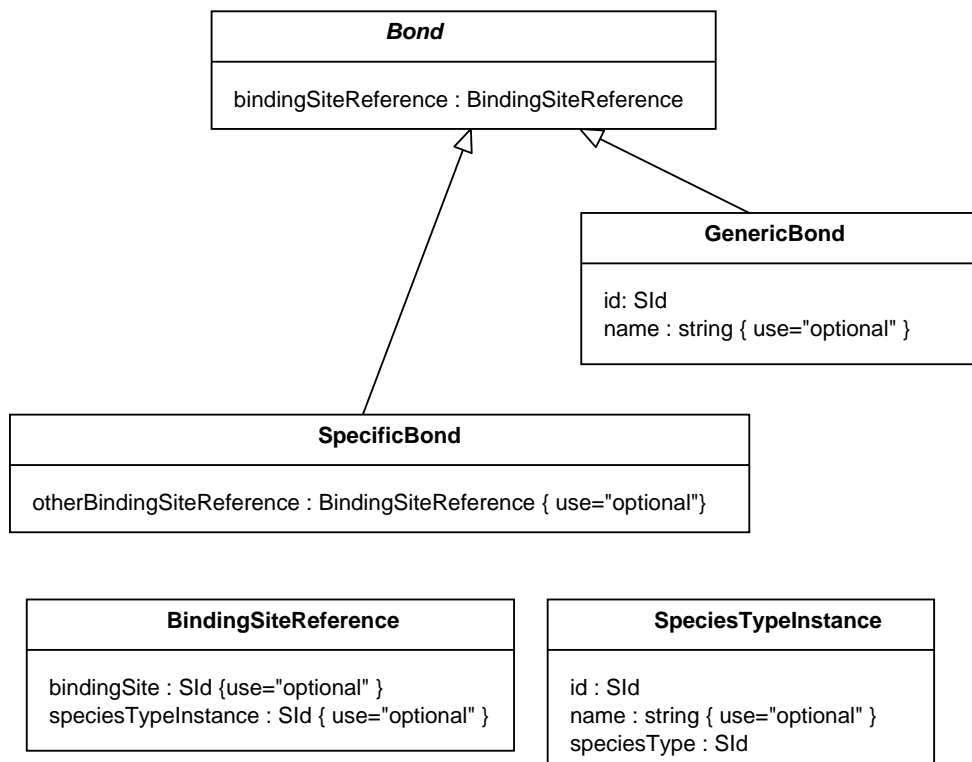 Bond
bindingSiteReference : BindingSiteReference
GenericBond
id: SId
name : string { use="optional" }
SpecificBond
otherBindingSiteReference : BindingSiteReference { use="optional"}
BindingSiteReference
bindingSite : SId {use="optional" }
speciesTypeInstance : SId { use="optional" }
SpeciesTypeInstance
id : SId
name : string { use="optional" }
speciesType : SId